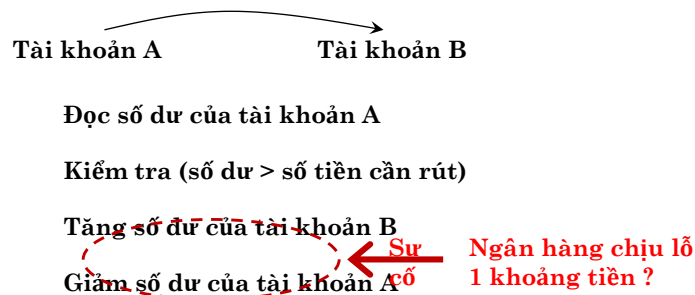 Tài khoản A
Tài khoản B
Đọc số dư của tài khoản A
Kiểm tra (số dư > số tiền cần rút)
Tăng số dư của tài khoản B
Giảm số dư của tài khoản A
Sự
cố
Ngân hàng chịu lỗ
1 khoảng tiền ?